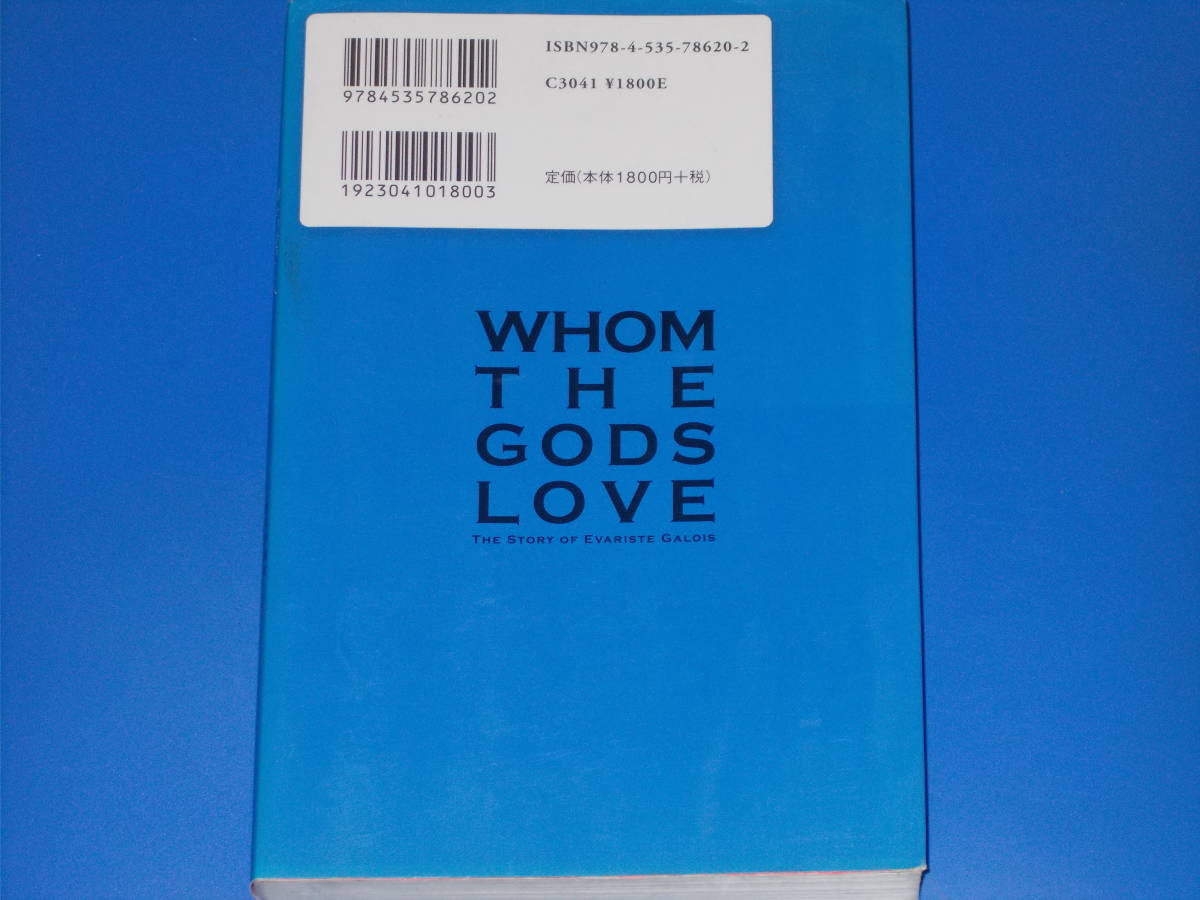 ISBN978-4-535-78620-2
C3041 ¥1800E
9784535786202
1923041018003
定価(本体1800円+税)
WHOM
THE
GODS
LOVE
THE STORY OF EVARISTE GALOIS